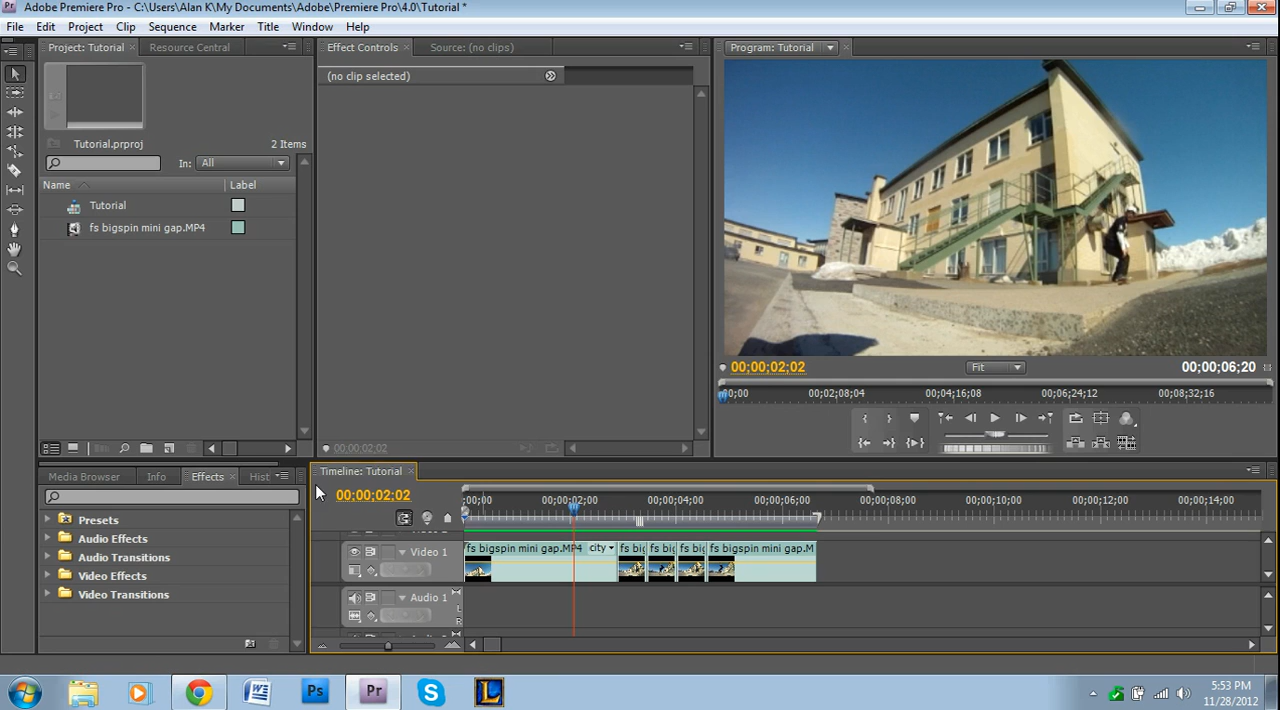 Adobe Premiere Pro - C:\Users\Alan K\My Documents\Adobe\Premiere Pro\4.0\Tutorial *
File Edit Project Clip Sequence Marker Title Window Help
Project: Tutorial Resource Central
Effect Controls Source: (no clips)
Program: Tutorial
(no clip selected)
Tutorial.prproj 2 Items
In: All
Name Label
Tutorial
fs bigspin mini gap.MP4
00;00;02;02 Fit 00;00;06;20
00;00 00;02;08;04 00;04;16;08 00;06;24;12 00;08;32;16
00;00;02;02
Media Browser Info Effects Hist
Presets
Audio Effects
Audio Transitions
Video Effects
Video Transitions
Timeline: Tutorial
00;00;02;02
;00;00 00;00;02;00 00;00;04;00 00;00;06;00 00;00;08;00 00;00;10;00 00;00;12;00 00;00;14;00
Video 1
fs bigspin mini gap.MP4 city fs big fs big fs big fs bigspin mini gap.M
Audio 1
L
5:53 PM
11/28/2012
Ps
Pr